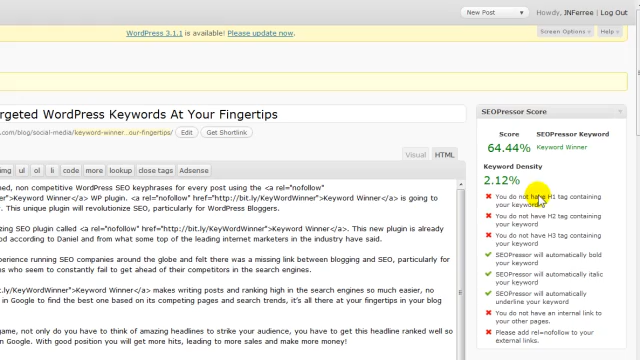 New Post
Howdy, JNFerree | Log Out
WordPress 3.1.1 is available! Please update now.
Screen Options
Help
rgeted WordPress Keywords At Your Fingertips
.com/blog/social-media/keyword-winner...our-fingertips/ Edit Get Shortlink
Visual HTML
img ul ol li code more lookup close tags Adsense
ned, non competitive WordPress SEO keyphrases for every post using the <a rel="nofollow"
"http://bit.ly/KeyWordWinner">Keyword Winner</a> WP plugin. <a rel="nofollow" href="http://bit.ly/KeyWordWinner">Keyword Winner</a> is going to
. This unique plugin will revolutionize SEO, particularly for WordPress Bloggers.
zing SEO plugin called <a rel="nofollow" href="http://bit.ly/KeyWordWinner">Keyword Winner</a>. This new plugin is already
od according to Daniel and from what some top of the leading internet marketers in the industry have said.
perience running SEO companies around the globe and felt there was a missing link between blogging and SEO, particularly for
s who seem to constantly fail to get ahead of their competitors in the search engines.
.ly/KeyWordWinner">Keyword Winner</a> makes writing posts and ranking high in the search engines so much easier, no
in Google to find the best one based on its competing pages and search trends, it's all there at your fingertips in your blog
game, not only do you have to think of amazing headlines to strike your audience, you have to get this headline ranked well so
n Google. With good position you will get more hits, leading to more sales and make more money!
SEOPressor Score
Score SEOPressor Keyword
64.44% Keyword Winner
Keyword Density
2.12%
You do not have H1 tag containing
your keyword
You do not have H2 tag containing
your keyword
You do not have H3 tag containing
your keyword
SEOPressor will automatically bold
your keyword
SEOPressor will automatically italic
your keyword
SEOPressor will automatically
underline your keyword
You do not have an internal link to
your other pages.
Please add rel=nofollow to your
external links.